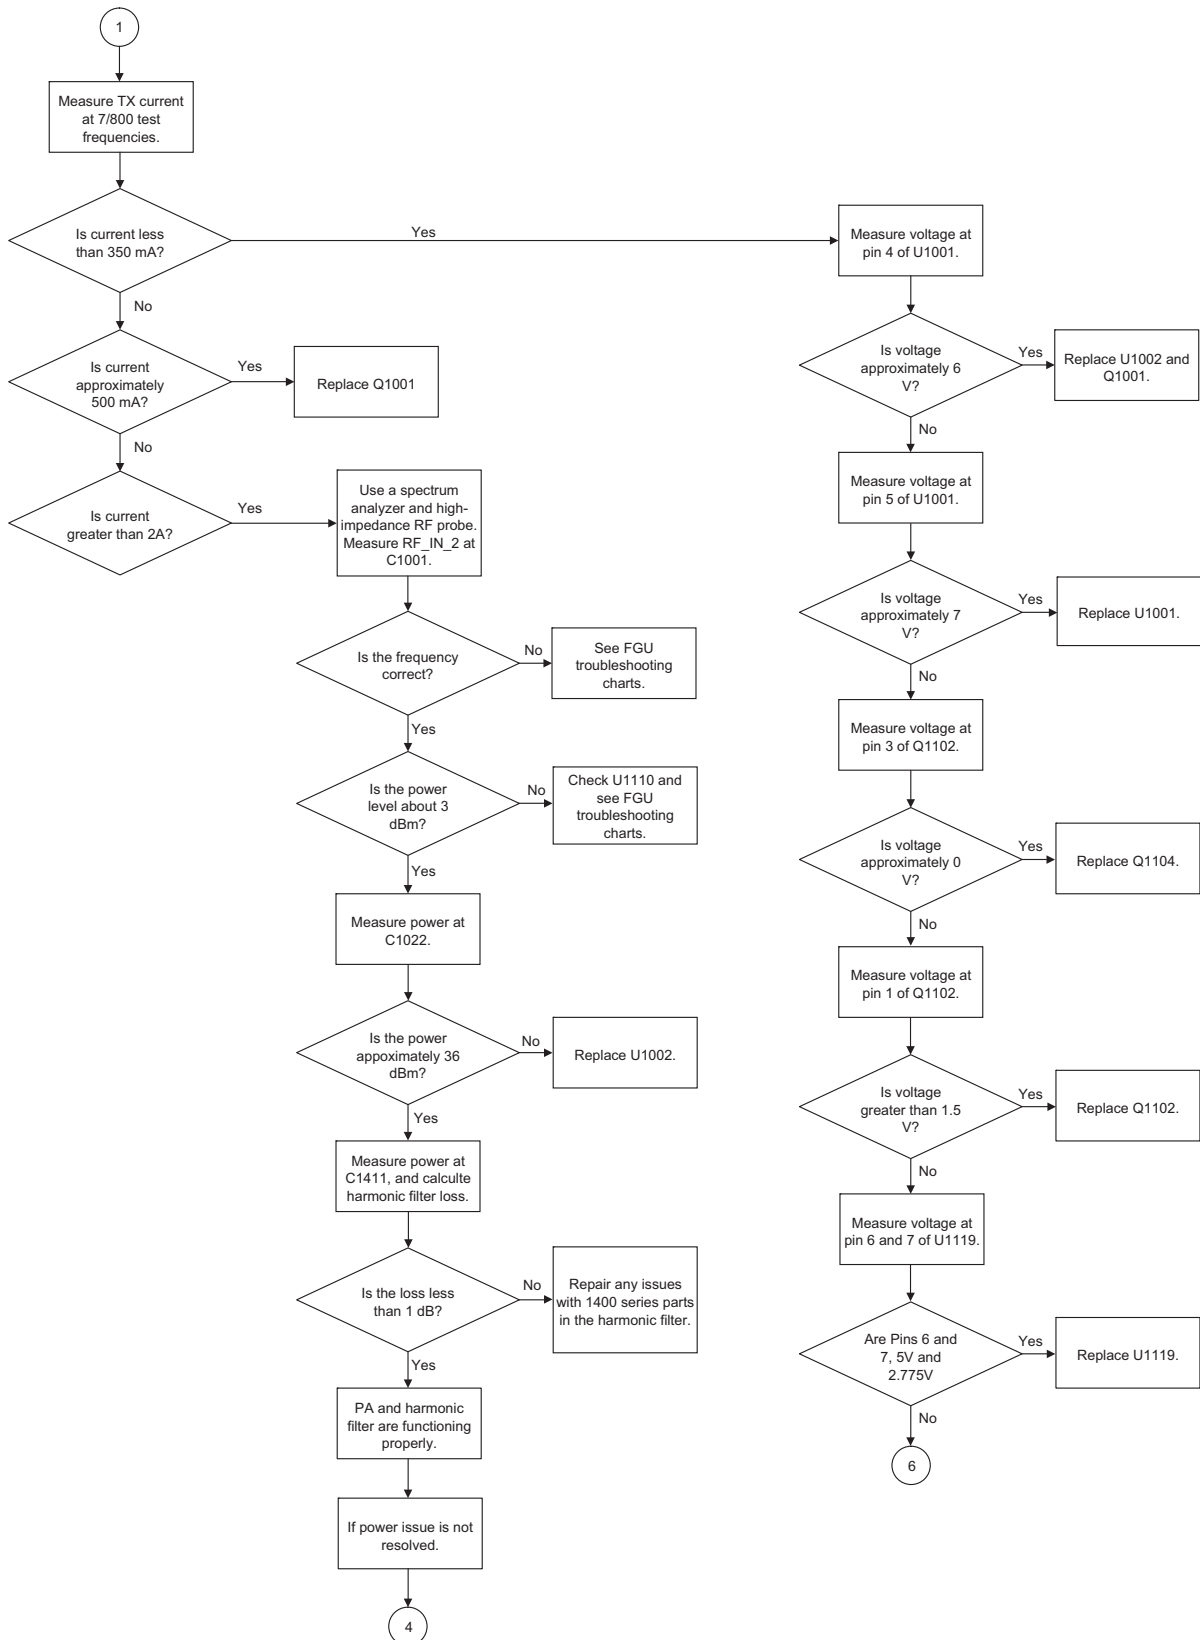 1
Measure TX current
at 7/800 test
frequencies.
Is current less
than 350 mA?
Yes
No
Is current
approximately
500 mA?
Yes
Replace Q1001
No
Is current
greater than 2A?
Yes
Use a spectrum
analyzer and high-
impedance RF probe.
Measure RF_IN_2 at
C1001.
Is the frequency
correct?
No
See FGU
troubleshooting
charts.
Yes
Is the power
level about 3
dBm?
No
Check U1110 and
see FGU
troubleshooting
charts.
Yes
Measure power at
C1022.
Is the power
appoximately 36
dBm?
No
Replace U1002.
Yes
Measure power at
C1411, and calculte
harmonic filter loss.
Is the loss less
than 1 dB?
No
Repair any issues
with 1400 series parts
in the harmonic filter.
Yes
PA and harmonic
filter are functioning
properly.
If power issue is not
resolved.
4
Measure voltage at
pin 4 of U1001.
Is voltage
approximately 6
V?
Yes
Replace U1002 and
Q1001.
No
Measure voltage at
pin 5 of U1001.
Is voltage
approximately 7
V?
Yes
Replace U1001.
No
Measure voltage at
pin 3 of Q1102.
Is voltage
approximately 0
V?
Yes
Replace Q1104.
No
Measure voltage at
pin 1 of Q1102.
Is voltage
greater than 1.5
V?
Yes
Replace Q1102.
No
Measure voltage at
pin 6 and 7 of U1119.
Are Pins 6 and
7, 5V and
2.775V
Yes
Replace U1119.
No
6